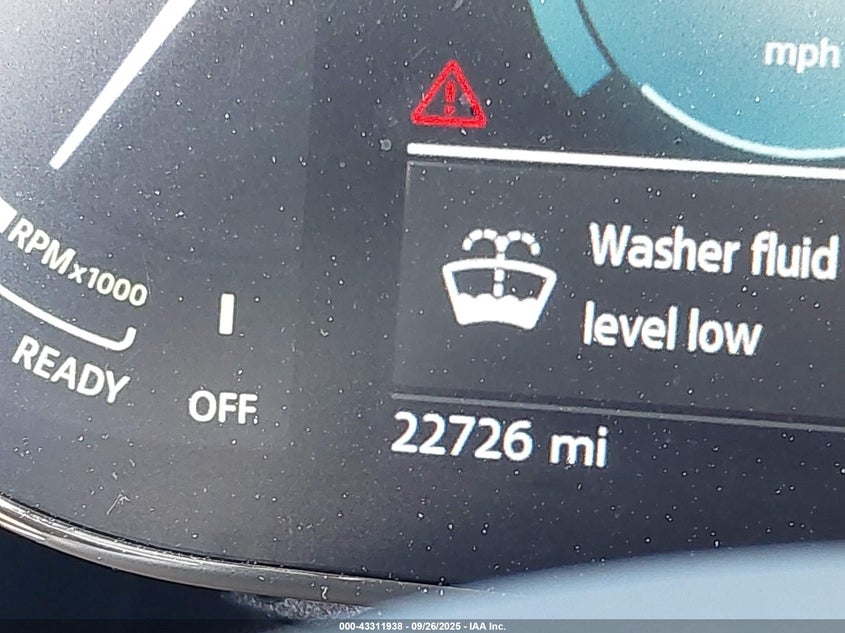 mph
Washer fluid
level low
RPMx1000
READY
OFF
22726 mi
000-43311938 - 09/26/2025 - IAA Inc.